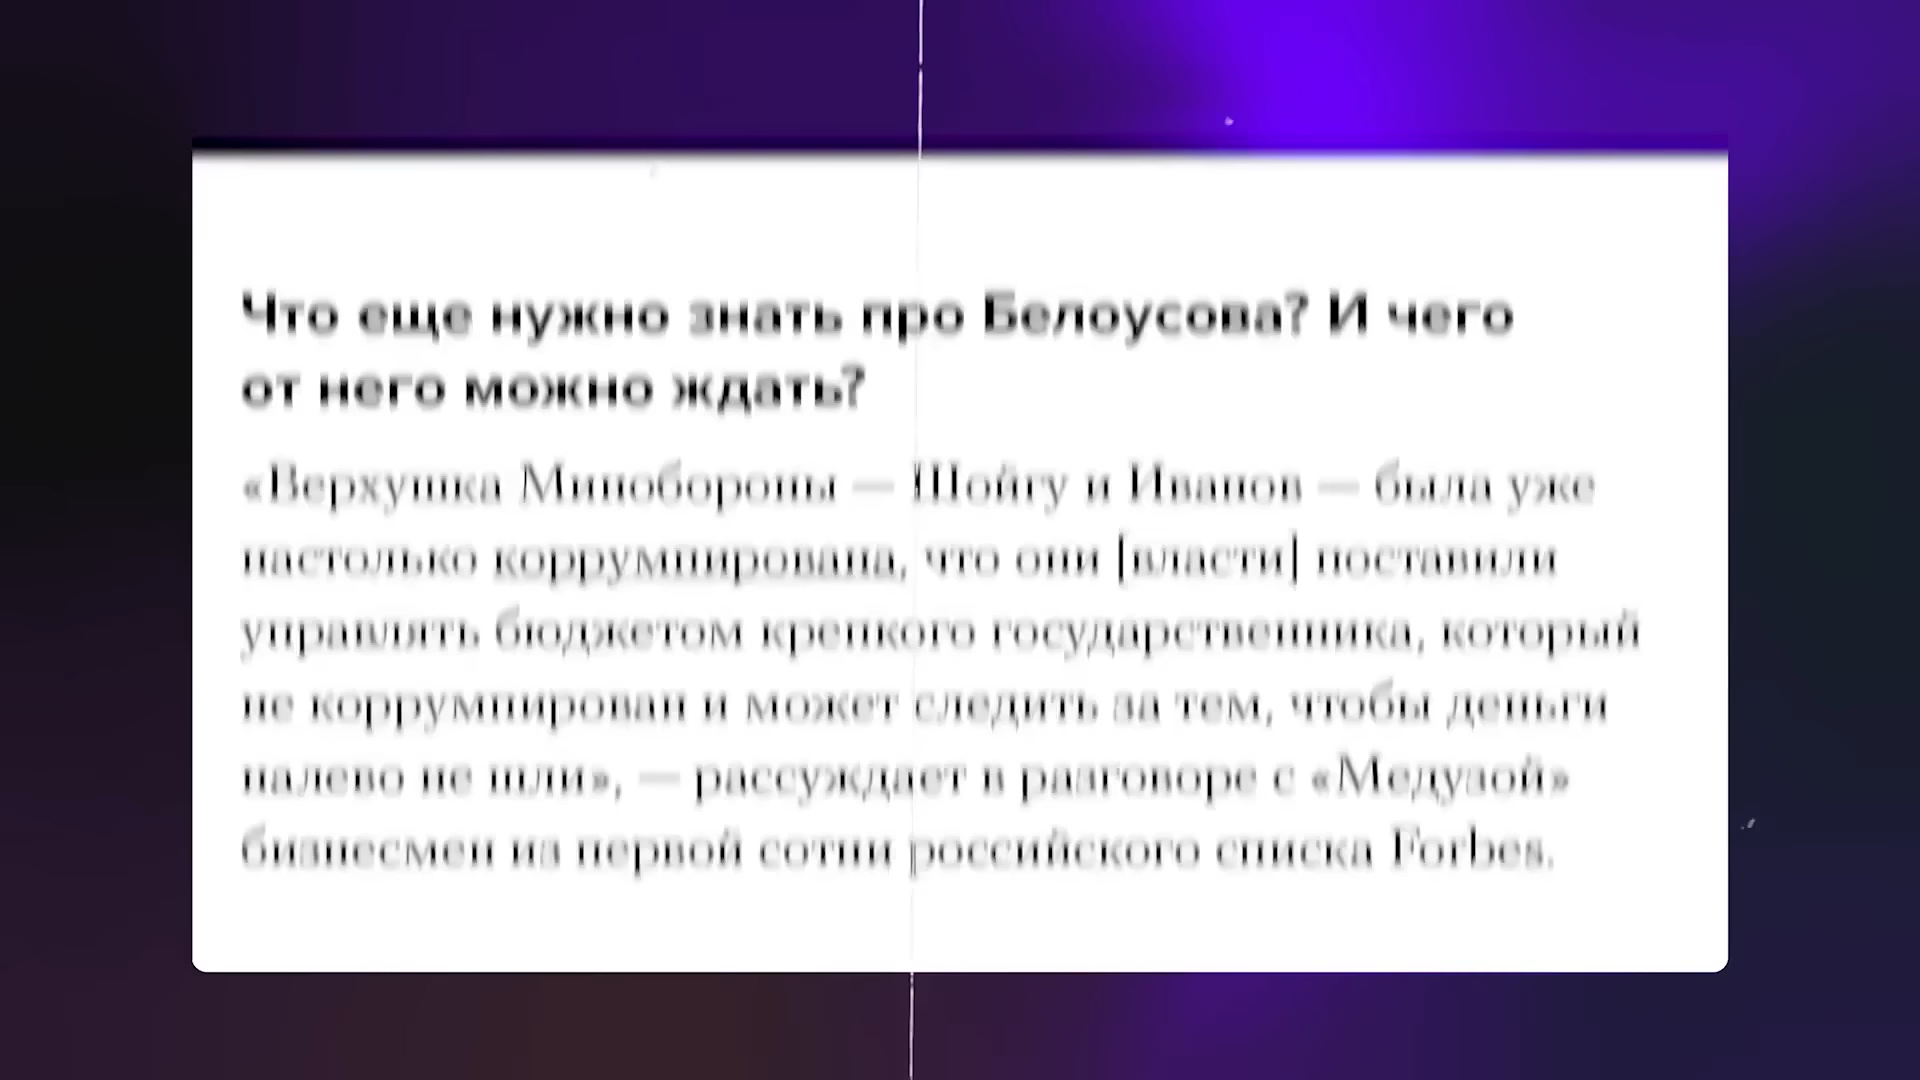 Что еще нужно знать про Белоусова? И чего
от него можно ждать?
«Верхушка Минобороны — Шойгу и Иванов — была уже
настолько коррумпирована, что они [власти] поставили
управлять бюджетом крепкого государственника, который
не коррумпирован и может следить за тем, чтобы деньги
налево не шли», — рассуждает в разговоре с «Медузой»
бизнесмен из первой сотни российского списка Forbes.